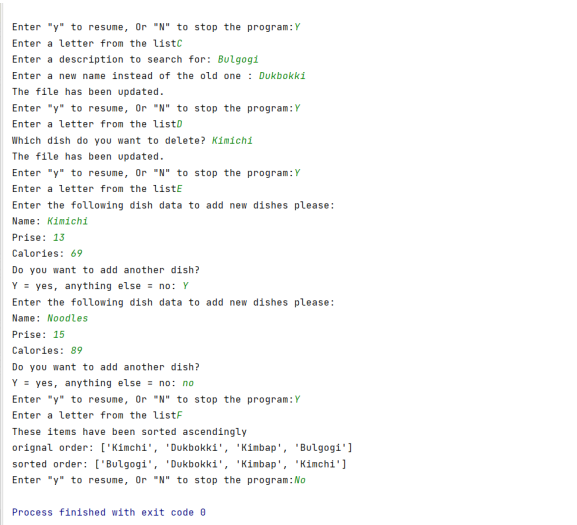 Enter "y" to resume, Or "N" to stop the program:Y
Enter a letter from the listC
Enter a description to search for: Bulgogi
Enter a new name instead of the old one : Dukbokki
The file has been updated.
Enter "y" to resume, Or "N" to stop the program:Y
Enter a letter from the listD
Which dish do you want to delete? Kimichi
The file has been updated.
Enter "y" to resume, Or "N" to stop the program:Y
Enter a letter from the listE
Enter the following dish data to add new dishes please:
Name: Kimichi
Prise: 13
Calories: 69
Do you want to add another dish?
Y = yes, anything else = no: Y
Enter the following dish data to add new dishes please:
Name: Noodles
Prise: 15
Calories: 89
Do you want to add another dish?
Y = yes, anything else = no: no
Enter "y" to resume, Or "N" to stop the program:Y
Enter a letter from the listF
These items have been sorted ascendingly
orignal order: ['Kimchi', 'Dukbokki', 'Kimbap', 'Bulgogi']
sorted order: ['Bulgogi', 'Dukbokki', 'Kimbap', 'Kimchi']
Enter "y" to resume, Or "N" to stop the program:No
Process finished with exit code 0